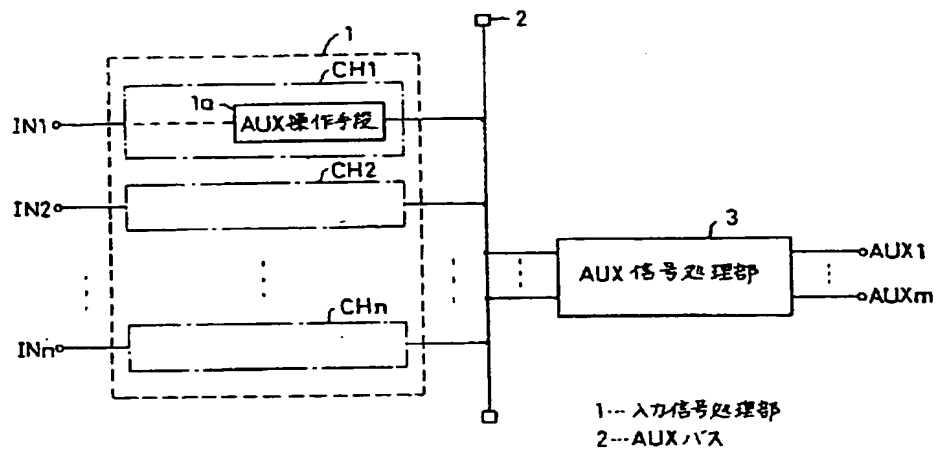 1
2
CH1
1a
IN1
AUX操作手段
CH2
IN2
3
AUX信号処理部
AUX1
AUXm
CHn
INn
1…入力信号処理部
2…AUXバス